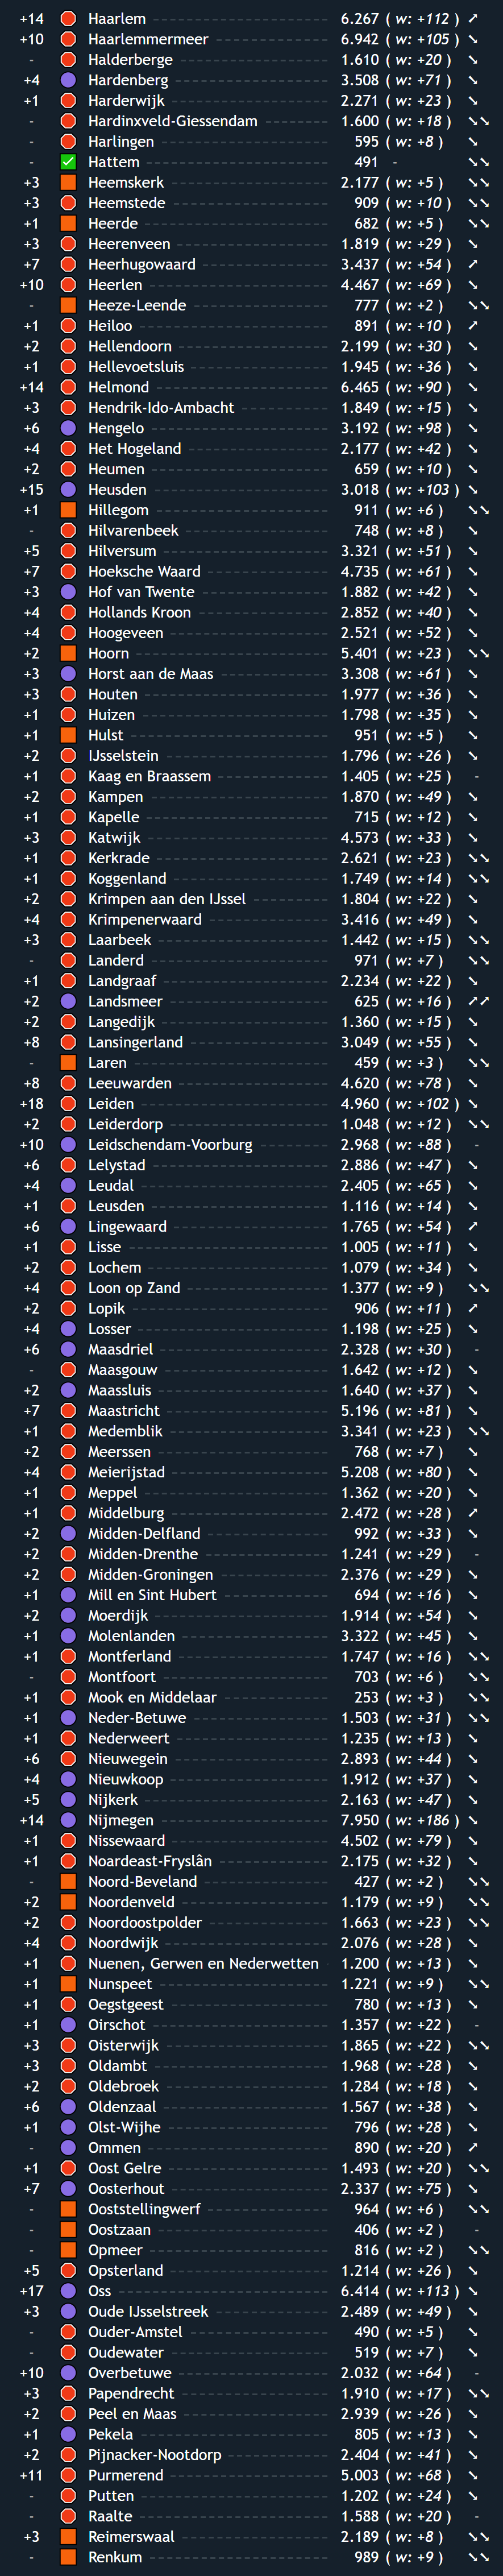 +14 Haarlem 6.267 ( w: +112 ) ➚
+10 Haarlemmermeer 6.942 ( w: +105 ) ➘
- Halderberge 1.610 ( w: +20 ) ➘
+4 Hardenberg 3.508 ( w: +71 ) ➘
+1 Harderwijk 2.271 ( w: +23 ) ➘
- Hardinxveld-Giessendam 1.600 ( w: +18 ) ➘➘
- Harlingen 595 ( w: +8 ) ➘
- Hattem 491 - ➘➘
+3 Heemskerk 2.177 ( w: +5 ) ➘➘
+3 Heemstede 909 ( w: +10 ) ➘➘
+1 Heerde 682 ( w: +5 ) ➘➘
+3 Heerenveen 1.819 ( w: +29 ) ➘
+7 Heerhugowaard 3.437 ( w: +54 ) ➚
+10 Heerlen 4.467 ( w: +69 ) ➘
- Heeze-Leende 777 ( w: +2 ) ➘➘
+1 Heiloo 891 ( w: +10 ) ➚
+2 Hellendoorn 2.199 ( w: +30 ) ➘
+1 Hellevoetsluis 1.945 ( w: +36 ) ➘
+14 Helmond 6.465 ( w: +90 ) ➘
+3 Hendrik-Ido-Ambacht 1.849 ( w: +15 ) ➘
+6 Hengelo 3.192 ( w: +98 ) ➘
+4 Het Hogeland 2.177 ( w: +42 ) ➘
+2 Heumen 659 ( w: +10 ) ➘
+15 Heusden 3.018 ( w: +103 ) ➘
+1 Hillegom 911 ( w: +6 ) ➘➘
- Hilvarenbeek 748 ( w: +8 ) ➘
+5 Hilversum 3.321 ( w: +51 ) ➘
+7 Hoeksche Waard 4.735 ( w: +61 ) ➘
+3 Hof van Twente 1.882 ( w: +42 ) ➘
+4 Hollands Kroon 2.852 ( w: +40 ) ➘
+4 Hoogeveen 2.521 ( w: +52 ) ➘
+2 Hoorn 5.401 ( w: +23 ) ➘➘
+3 Horst aan de Maas 3.308 ( w: +61 ) ➘
+3 Houten 1.977 ( w: +36 ) ➘
+1 Huizen 1.798 ( w: +35 ) ➘
+1 Hulst 951 ( w: +5 ) ➘
+2 IJsselstein 1.796 ( w: +26 ) ➘
+1 Kaag en Braassem 1.405 ( w: +25 ) -
+2 Kampen 1.870 ( w: +49 ) ➘
+1 Kapelle 715 ( w: +12 ) ➘
+3 Katwijk 4.573 ( w: +33 ) ➘
+1 Kerkrade 2.621 ( w: +23 ) ➘➘
+1 Koggenland 1.749 ( w: +14 ) ➘➘
+2 Krimpen aan den IJssel 1.804 ( w: +22 ) ➘
+4 Krimpenerwaard 3.416 ( w: +49 ) ➘
+3 Laarbeek 1.442 ( w: +15 ) ➘➘
- Landerd 971 ( w: +7 ) ➘➘
+1 Landgraaf 2.234 ( w: +22 ) ➘
+2 Landsmeer 625 ( w: +16 ) ➚➚
+2 Langedijk 1.360 ( w: +15 ) ➘
+8 Lansingerland 3.049 ( w: +55 ) ➘
- Laren 459 ( w: +3 ) ➘➘
+8 Leeuwarden 4.620 ( w: +78 ) ➘
+18 Leiden 4.960 ( w: +102 ) ➘
+2 Leiderdorp 1.048 ( w: +12 ) ➘➘
+10 Leidschendam-Voorburg 2.968 ( w: +88 ) -
+6 Lelystad 2.886 ( w: +47 ) ➘
+4 Leudal 2.405 ( w: +65 ) ➘
+1 Leusden 1.116 ( w: +14 ) ➘
+6 Lingewaard 1.765 ( w: +54 ) ➚
+1 Lisse 1.005 ( w: +11 ) ➘
+2 Lochem 1.079 ( w: +34 ) ➘
+4 Loon op Zand 1.377 ( w: +9 ) ➘➘
+2 Lopik 906 ( w: +11 ) ➚
+4 Losser 1.198 ( w: +25 ) ➘
+6 Maasdriel 2.328 ( w: +30 ) -
- Maasgouw 1.642 ( w: +12 ) ➘
+2 Maassluis 1.640 ( w: +37 ) ➘
+7 Maastricht 5.196 ( w: +81 ) ➘
+1 Medemblik 3.341 ( w: +23 ) ➘➘
+2 Meerssen 768 ( w: +7 ) ➘
+4 Meierijstad 5.208 ( w: +80 ) ➘
+1 Meppel 1.362 ( w: +20 ) ➘
+1 Middelburg 2.472 ( w: +28 ) ➚
+2 Midden-Delfland 992 ( w: +33 ) ➘
+2 Midden-Drenthe 1.241 ( w: +29 ) -
+2 Midden-Groningen 2.376 ( w: +29 ) ➘
+1 Mill en Sint Hubert 694 ( w: +16 ) ➘
+2 Moerdijk 1.914 ( w: +54 ) ➘
+1 Molenlanden 3.322 ( w: +45 ) ➘
+1 Montferland 1.747 ( w: +16 ) ➘➘
- Montfoort 703 ( w: +6 ) ➘➘
+1 Mook en Middelaar 253 ( w: +3 ) ➘➘
+1 Neder-Betuwe 1.503 ( w: +31 ) ➘➘
+1 Nederweert 1.235 ( w: +13 ) ➘
+6 Nieuwegein 2.893 ( w: +44 ) ➘
+4 Nieuwkoop 1.912 ( w: +37 ) ➘
+5 Nijkerk 2.163 ( w: +47 ) ➘
+14 Nijmegen 7.950 ( w: +186 ) ➘
+1 Nissewaard 4.502 ( w: +79 ) ➘
+1 Noardeast-Fryslân 2.175 ( w: +32 ) ➘
- Noord-Beveland 427 ( w: +2 ) ➘➘
+2 Noordenveld 1.179 ( w: +9 ) ➘➘
+2 Noordoostpolder 1.663 ( w: +23 ) ➘➘
+4 Noordwijk 2.076 ( w: +28 ) ➘
+1 Nuenen, Gerwen en Nederwetten 1.200 ( w: +13 ) ➘
+1 Nunspeet 1.221 ( w: +9 ) ➘➘
+1 Oegstgeest 780 ( w: +13 ) ➘
+1 Oirschot 1.357 ( w: +22 ) -
+3 Oisterwijk 1.865 ( w: +22 ) ➘➘
+3 Oldambt 1.968 ( w: +28 ) ➘
+2 Oldebroek 1.284 ( w: +18 ) ➘
+6 Oldenzaal 1.567 ( w: +38 ) ➘
+1 Olst-Wijhe 796 ( w: +28 ) ➘
- Ommen 890 ( w: +20 ) ➚
+1 Oost Gelre 1.493 ( w: +20 ) ➘➘
+7 Oosterhout 2.337 ( w: +75 ) ➘
- Ooststellingwerf 964 ( w: +6 ) ➘➘
- Oostzaan 406 ( w: +2 ) -
- Opmeer 816 ( w: +2 ) ➘➘
+5 Opsterland 1.214 ( w: +26 ) ➘
+17 Oss 6.414 ( w: +113 ) ➘
+3 Oude IJsselstreek 2.489 ( w: +49 ) ➘
- Ouder-Amstel 490 ( w: +5 ) ➘
- Oudewater 519 ( w: +7 ) ➘
+10 Overbetuwe 2.032 ( w: +64 ) -
+3 Papendrecht 1.910 ( w: +17 ) ➘➘
+2 Peel en Maas 2.939 ( w: +26 ) ➘
+1 Pekela 805 ( w: +13 ) ➘
+2 Pijnacker-Nootdorp 2.404 ( w: +41 ) ➘
+11 Purmerend 5.003 ( w: +68 ) ➘
- Putten 1.202 ( w: +24 ) ➘
- Raalte 1.588 ( w: +20 ) -
+3 Reimerswaal 2.189 ( w: +8 ) ➘➘
- Renkum 989 ( w: +9 ) ➘➘